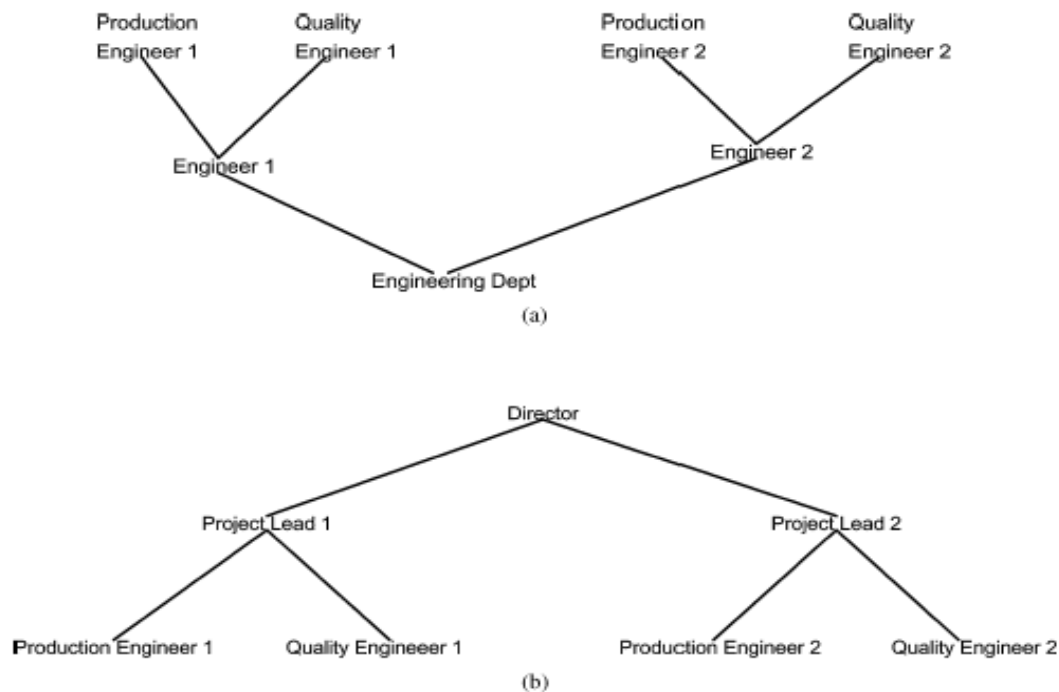 Production Quality Production Quality
Engineer 1 Engineer 1 Engineer 2 Engineer 2
Engineer 1 Engineer 2
Engineering Dept
(a)
Director
Project Lead 1 Project Lead 2
Production Engineer 1 Quality Engineeer 1 Production Engineer 2 Quality Engineer 2
(b)